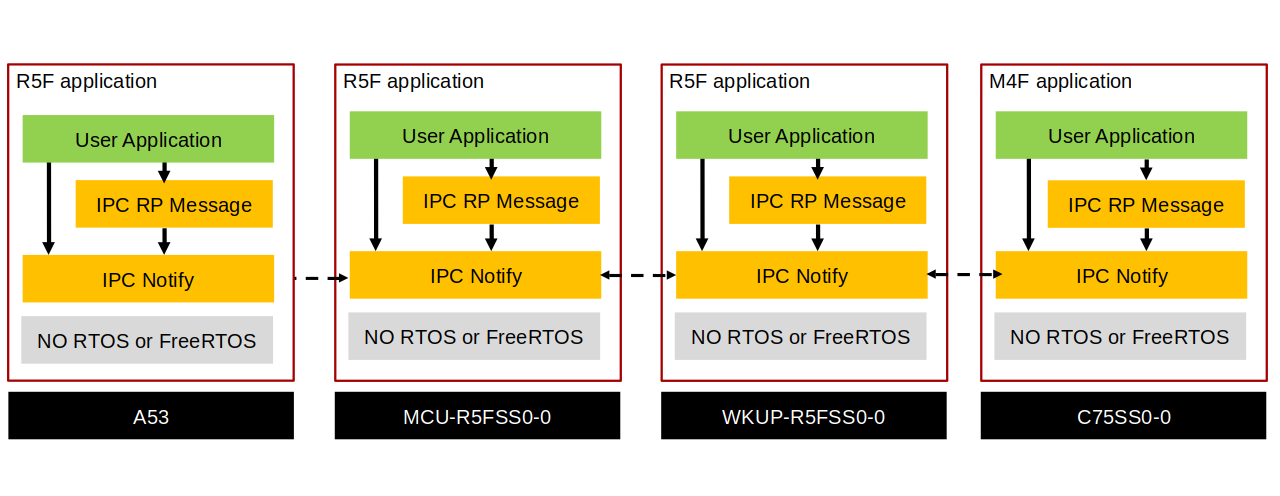 R5F application
User Application
IPC RP Message
IPC Notify
NO RTOS or FreeRTOS
A53
R5F application
User Application
IPC RP Message
IPC Notify
NO RTOS or FreeRTOS
MCU-R5FSS0-0
R5F application
User Application
IPC RP Message
IPC Notify
NO RTOS or FreeRTOS
WKUP-R5FSS0-0
M4F application
User Application
IPC RP Message
IPC Notify
NO RTOS or FreeRTOS
C75SS0-0